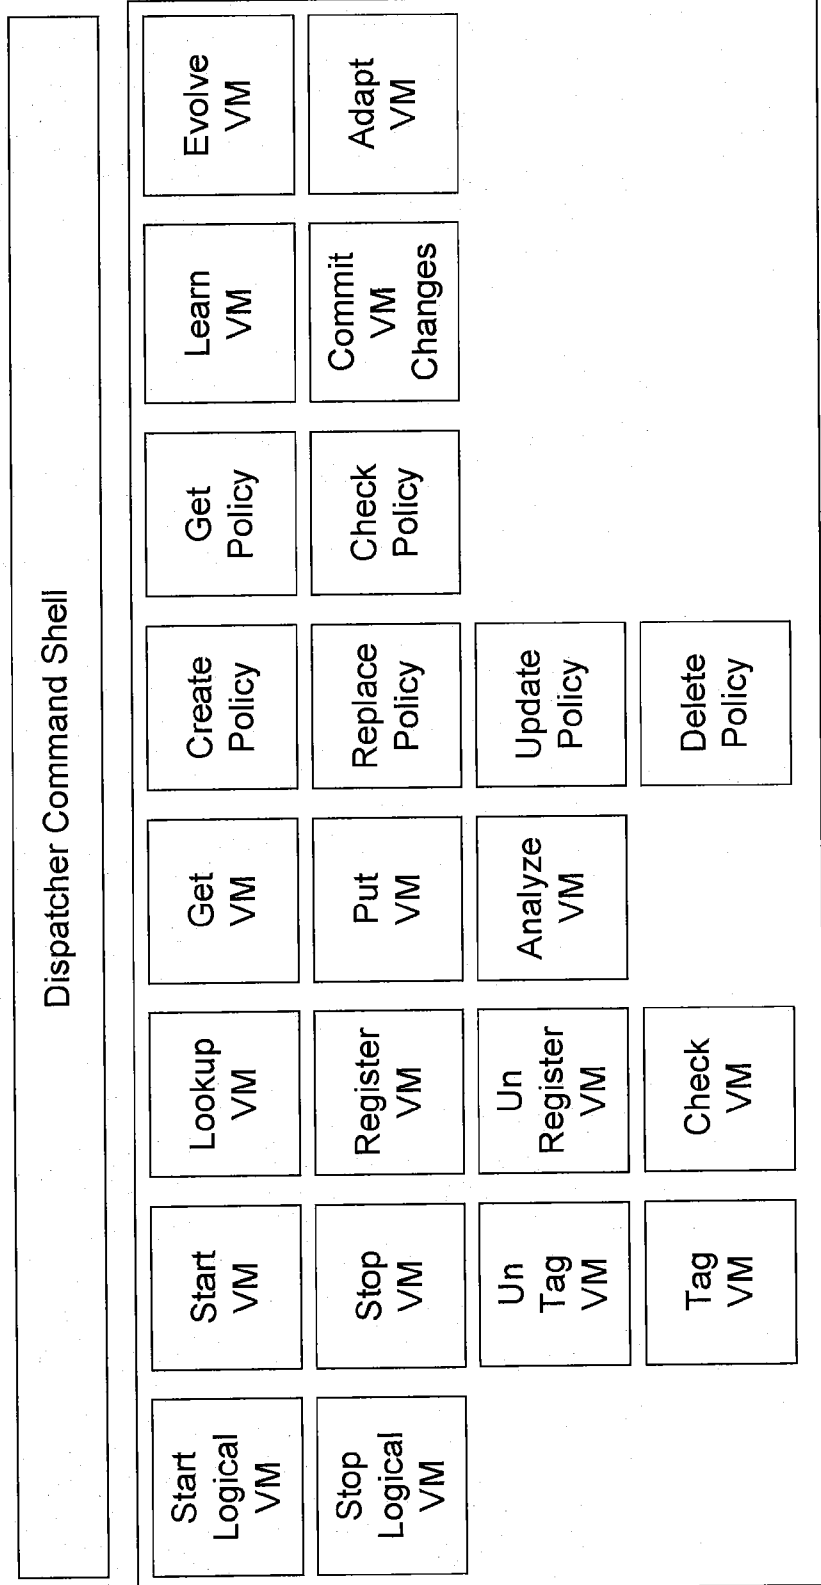 Dispatcher Command Shell
Start
Logical
VM
Start
VM
Lookup
VM
Get
VM
Create
Policy
Get
Policy
Learn
VM
Evolve
VM
Stop
Logical
VM
Stop
VM
Register
VM
Put
VM
Replace
Policy
Check
Policy
Commit
VM
Changes
Adapt
VM
Un
Tag
VM
Un
Register
VM
Analyze
VM
Update
Policy
Tag
VM
Check
VM
Delete
Policy